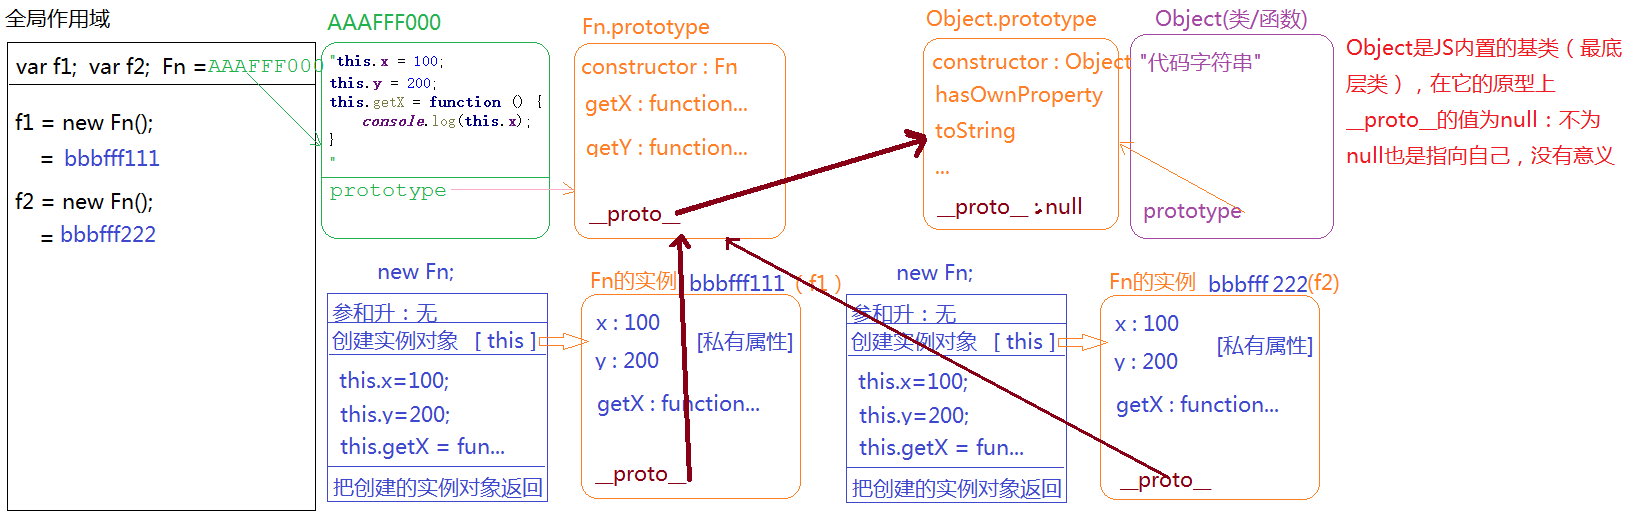 全局作用域
var f1; var f2; Fn =AAAFFF000
f1 = new Fn();
= bbbfff111
f2 = new Fn();
= bbbfff222
AAAFFF000
"this.x = 100;
this.y = 200;
this.getX = function () {
console.log(this.x);
}
"
prototype
Fn.prototype
constructor : Fn
getX : function...
getY : function...
__proto__
Object.prototype
constructor : Object
hasOwnProperty
toString
...
__proto__ : null
Object(类/函数)
"代码字符串"
prototype
Object是JS内置的基类（最底
层类），在它的原型上
__proto__的值为null：不为
null也是指向自己，没有意义
new Fn;
参和升：无
创建实例对象 [ this ]
this.x=100;
this.y=200;
this.getX = fun...
把创建的实例对象返回
Fn的实例 bbbfff111（ f1 ）
x : 100
[私有属性]
y : 200
getX : function...
__proto__
new Fn;
参和升：无
创建实例对象 [ this ]
this.x=100;
this.y=200;
this.getX = fun...
把创建的实例对象返回
Fn的实例 bbbfff 222(f2)
x : 100
[私有属性]
y : 200
getX : function...
__proto__